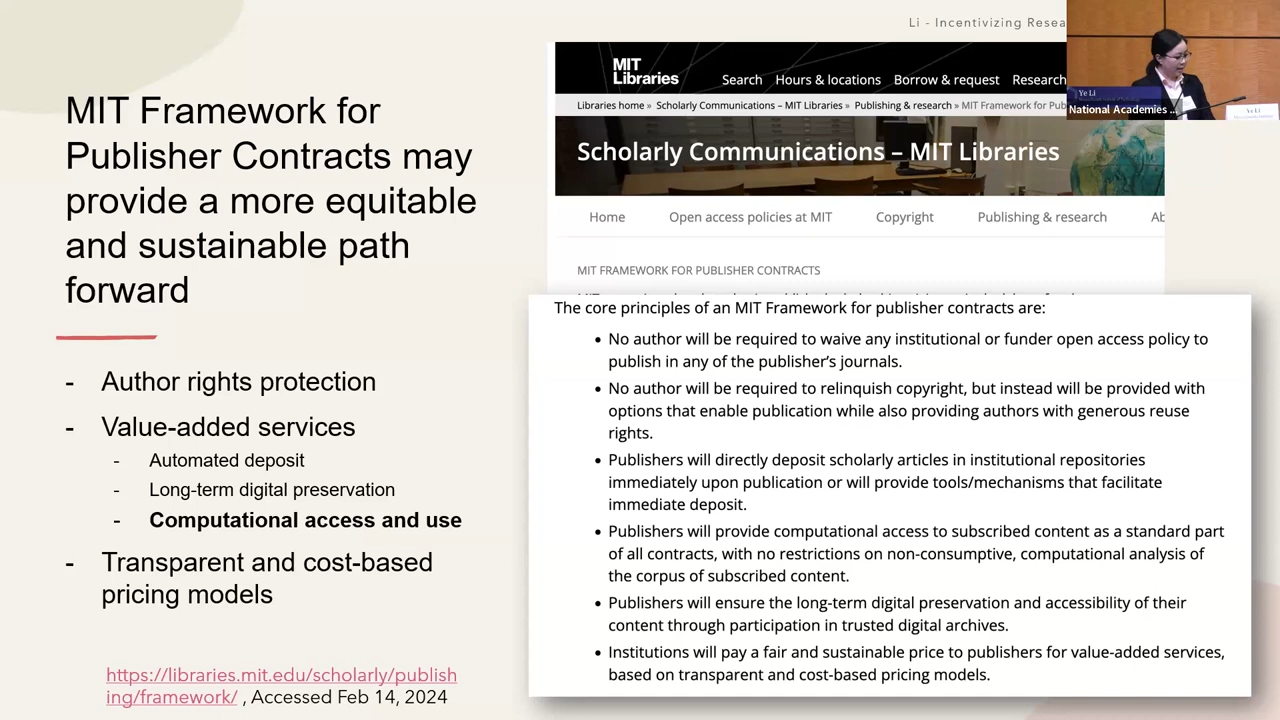 Li - Incentivizing Resea
MIT Framework for
Publisher Contracts may
provide a more equitable
and sustainable path
forward
- Author rights protection
- Value-added services
- Automated deposit
- Long-term digital preservation
- Computational access and use
- Transparent and cost-based
pricing models
https://libraries.mit.edu/scholarly/publish
ing/framework/ , Accessed Feb 14, 2024
MIT
Libraries
Search Hours & locations Borrow & request Research
Libraries home » Scholarly Communications – MIT Libraries » Publishing & research » MIT Framework for Pub
Scholarly Communications – MIT Libraries
Home Open access policies at MIT Copyright Publishing & research Ab
MIT FRAMEWORK FOR PUBLISHER CONTRACTS
The core principles of an MIT Framework for publisher contracts are:
• No author will be required to waive any institutional or funder open access policy to
publish in any of the publisher’s journals.
• No author will be required to relinquish copyright, but instead will be provided with
options that enable publication while also providing authors with generous reuse
rights.
• Publishers will directly deposit scholarly articles in institutional repositories
immediately upon publication or will provide tools/mechanisms that facilitate
immediate deposit.
• Publishers will provide computational access to subscribed content as a standard part
of all contracts, with no restrictions on non-consumptive, computational analysis of
the corpus of subscribed content.
• Publishers will ensure the long-term digital preservation and accessibility of their
content through participation in trusted digital archives.
• Institutions will pay a fair and sustainable price to publishers for value-added services,
based on transparent and cost-based pricing models.
Ye Li
National Academies ...
Ye Li